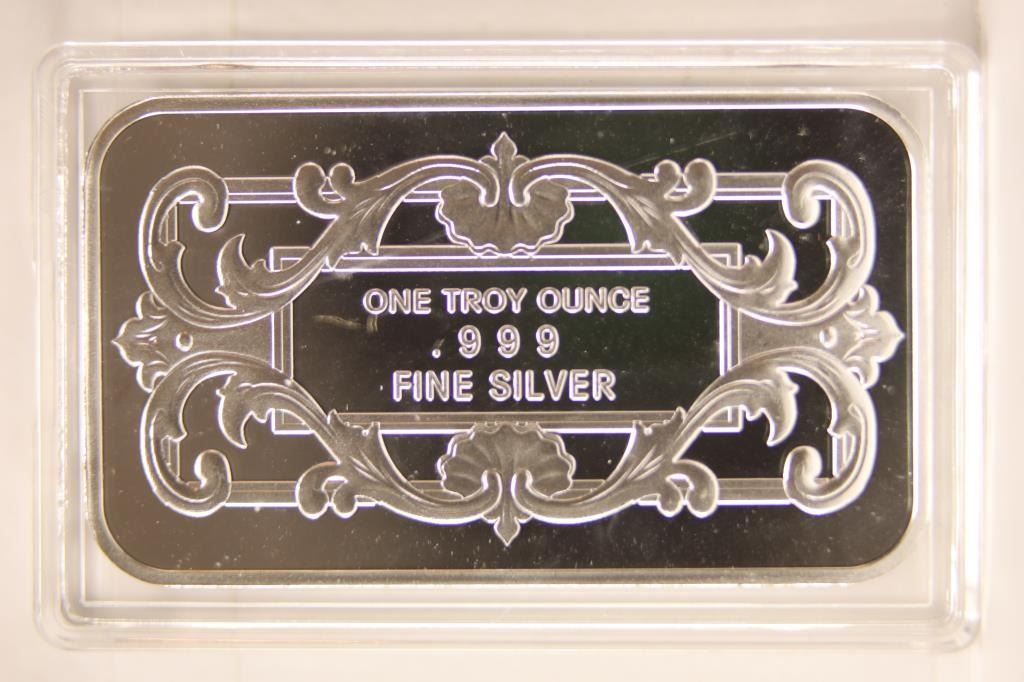 ONE TROY OUNCE
.999
FINE SILVER